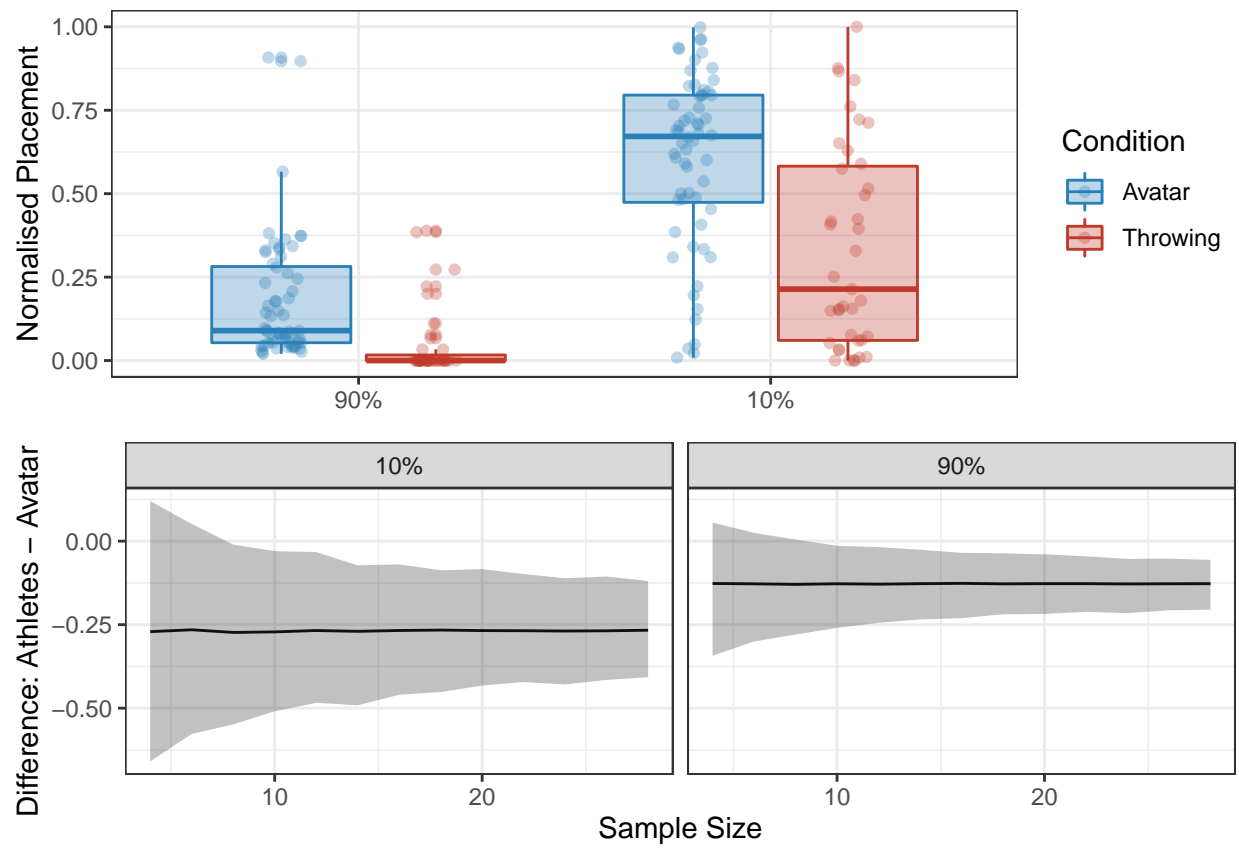 Normalised Placement
1.00
0.75
0.50
0.25
0.00
90%
10%
Condition
Avatar
Throwing
Difference: Athletes − Avatar
10%
90%
0.00
−0.25
−0.50
10
20
10
20
Sample Size